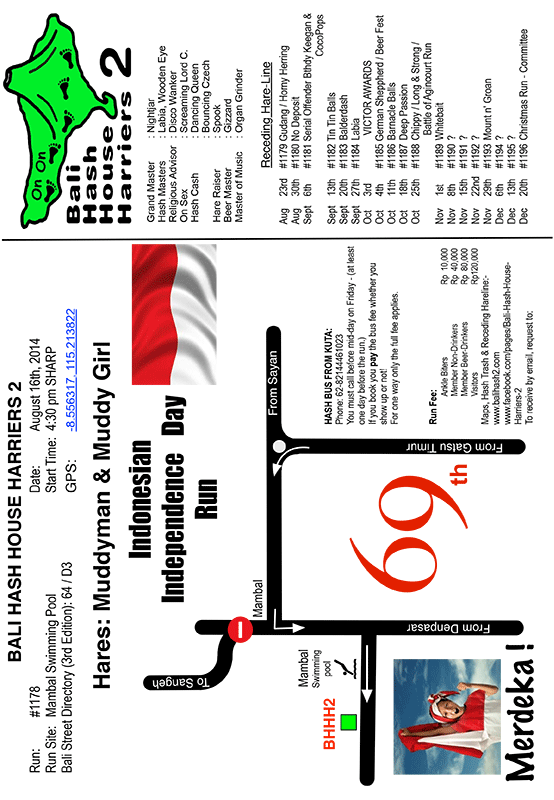 BALI HASH HOUSE HARRIERS 2
Run: #1178
Date: August 16th, 2014
Run Site: Mambal Swimming Pool
Start Time: 4:30 pm SHARP
Bali Street Directory (3rd Edition): 64 / D3
GPS: -8.556317 115.213822
Hares: Muddyman & Muddy Girl
Indonesian
Independence Day
Run
To Sangeh
Mambal
From Sayan
Mambal
Swimming
pool
BHHH2
From Denpasar
From Gatsu Timur
69th
Merdeka !
HASH BUS FROM KUTA:
Phone: 62-82144461023
You must call before mid-day on Friday - (at least
one day before the run.)
If you book you pay the bus fee whether you
show up or not!
For one way only the full fee applies.
Run Fee:
Ankle Biters Rp 10,000
Member Non-Drinkers Rp 40,000
Member Beer-Drinkers Rp 80,000
Visitors Rp120,000
Maps, Hash Trash & Receding Hareline:-
www.balihash2.com
www.facebook.com/pages/Bali-Hash-House-
Harriers-2
To receive by email, request to:
On On
Bali
Hash
House
Harriers 2
Grand Master : Nightjar
Hash Masters : Labia, Wooden Eye
Religious Advisor : Disco Wanker
On Sex : Screaming Lord C.
Hash Cash : Dancing Queen
: Bouncing Czech
Hare Raiser : Spook
Beer Master : Gizzard
Master of Music : Organ Grinder
Receding Hare-Line
Aug 23rd #1179 Gudang / Horny Herring
Aug 30th #1180 No Deposit
Sept 6th #1181 Serial Offender Bthdy Keegan &
CocoPops
Sept 13th #1182 Tin Tin Balls
Sept 20th #1183 Balderdash
Sept 27th #1184 Labia
Oct 3rd VICTOR AWARDS
Oct 4th #1185 German Sheppherd / Beer Fest
Oct 11th #1186 Barnacle Balls
Oct 18th #1187 Deep Passion
Oct 25th #1188 Chippy / Long & Strong /
Battle of Agincourt Run
Nov 1st #1189 Whitebait
Nov 8th #1190 ?
Nov 15th #1191 ?
Nov 22nd #1192 ?
Nov 29th #1193 Mount n' Groan
Dec 6th #1194 ?
Dec 13th #1195 ?
Dec 20th #1196 Christmas Run - Committee